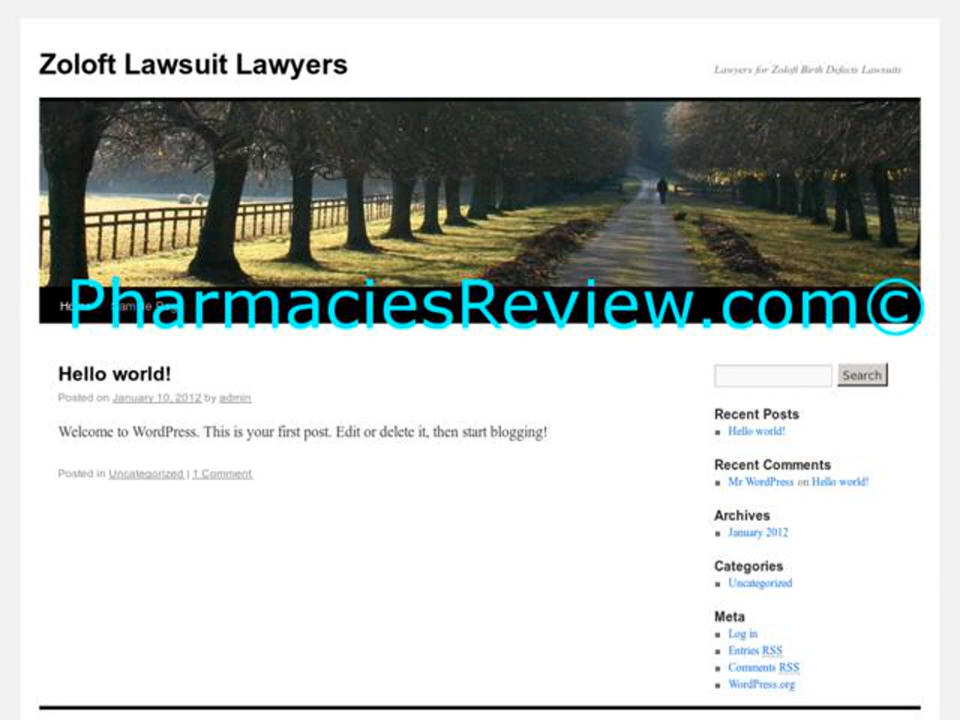 Zoloft Lawsuit Lawyers
Lawyers for Zoloft Birth Defects Lawsuits
PharmaciesReview.com©
Hello world!
Posted on January 10, 2012 by admin
Welcome to WordPress. This is your first post. Edit or delete it, then start blogging!
Posted in Uncategorized | 1 Comment
Search
Recent Posts
Hello world!
Recent Comments
Mr WordPress on Hello world!
Archives
January 2012
Categories
Uncategorized
Meta
Log in
Entries RSS
Comments RSS
WordPress.org